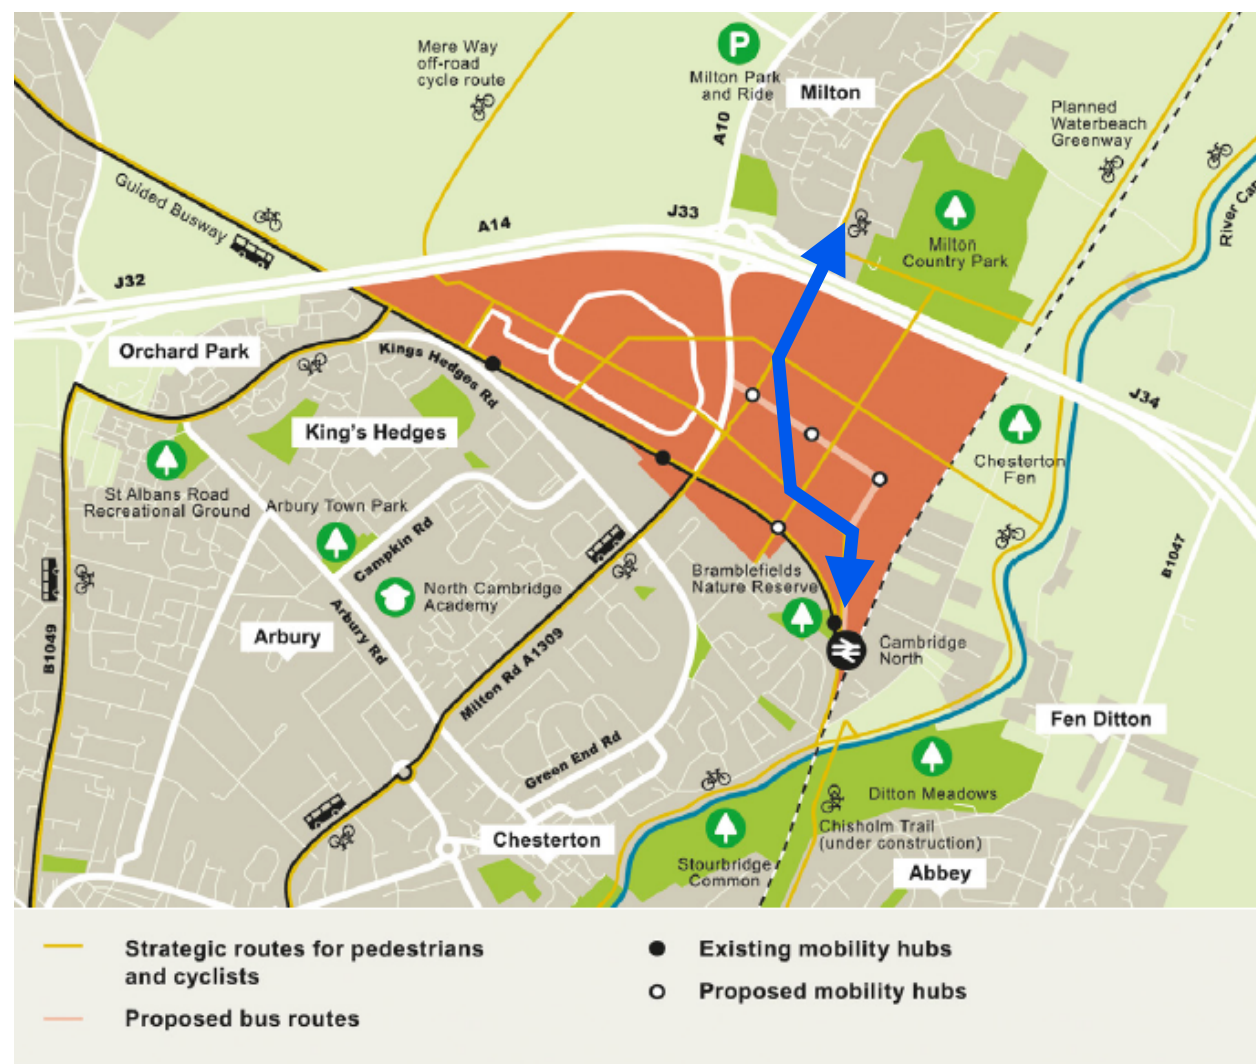 Mere Way
off-road
cycle route
P
Milton Park
and Ride
Milton
A10
Planned
Waterbeach
Greenway
Guided Busway
A14
J33
Milton
Country Park
River Cam
J32
Orchard Park
Kings Hedges Rd
J34
King's Hedges
Chesterton
Fen
St Albans Road
Recreational Ground
Arbury Town Park
Campkin Rd
Bramblefields
Nature Reserve
North Cambridge
Academy
B1047
B1049
Arbury
Arbury Rd
Milton Rd A1309
Cambridge
North
Fen Ditton
Green End Rd
Ditton Meadows
Chesterton
Chisholm Trail
(under construction)
Stourbridge
Common
Abbey
Strategic routes for pedestrians
and cyclists
Proposed bus routes
Existing mobility hubs
Proposed mobility hubs